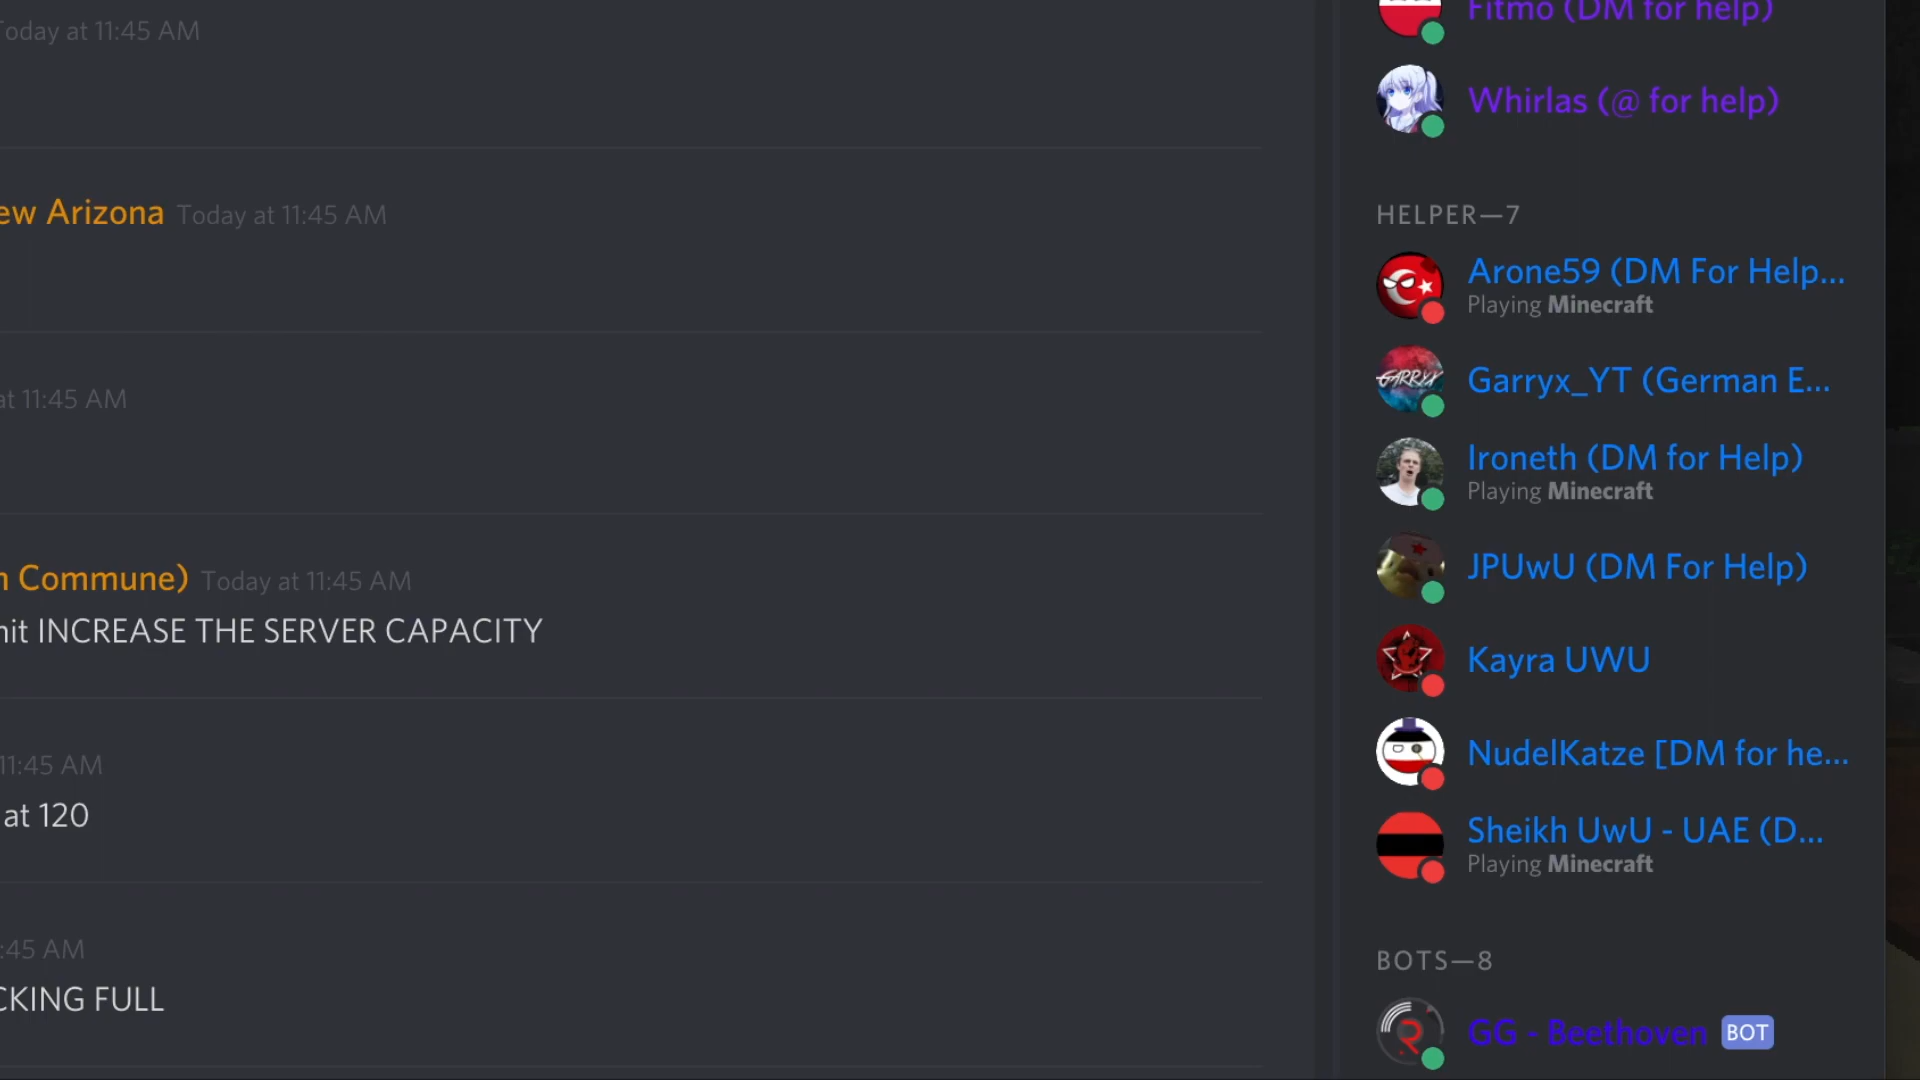 Today at 11:45 AM
ew Arizona Today at 11:45 AM
at 11:45 AM
n Commune) Today at 11:45 AM
hit INCREASE THE SERVER CAPACITY
11:45 AM
at 120
:45 AM
CKING FULL
Fitmo (DM for help)
Whirlas (@ for help)
HELPER—7
Arone59 (DM For Help...
Playing Minecraft
GARRYX
Garryx_YT (German E...
Ironeth (DM for Help)
Playing Minecraft
JPUwU (DM For Help)
Kayra UWU
NudelKatze [DM for he...
Sheikh UwU - UAE (D...
Playing Minecraft
BOTS—8
GG - Beethoven BOT